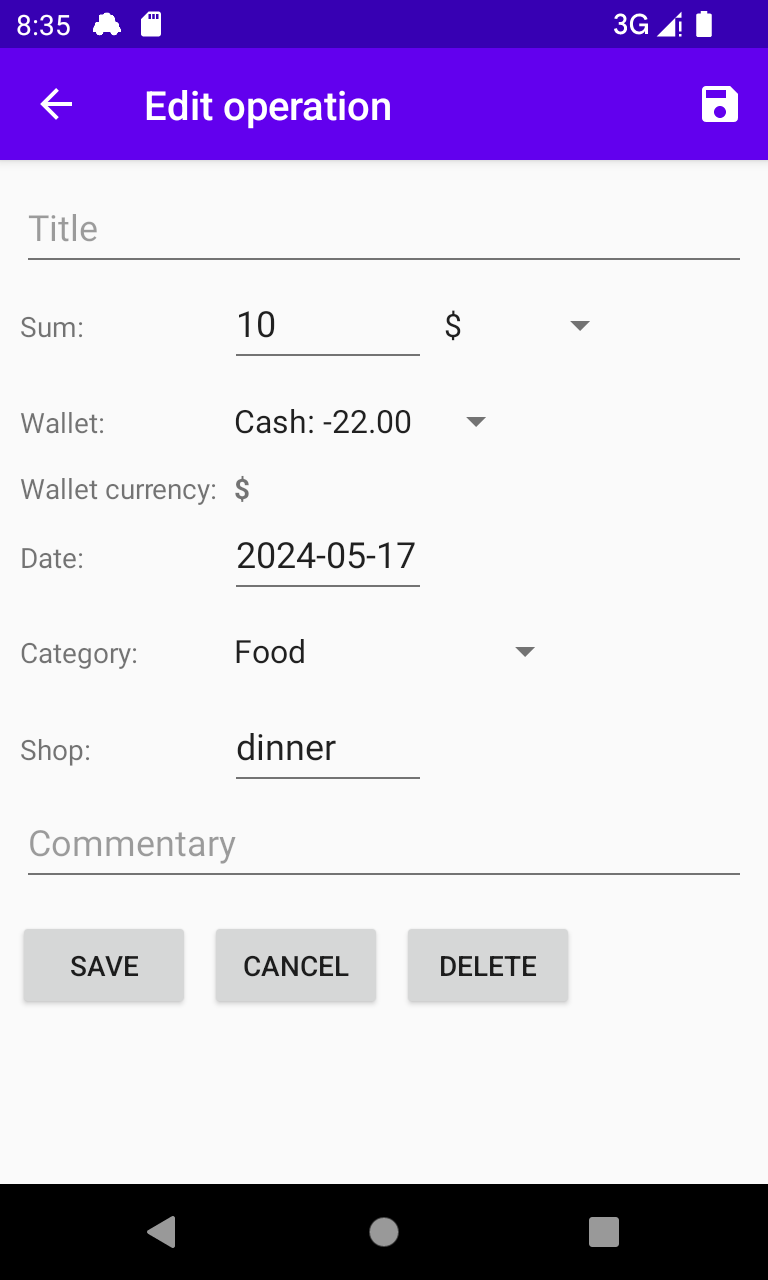 8:35 3G
Edit operation
Title
Sum: 10 $
Wallet: Cash: -22.00
Wallet currency: $
Date: 2024-05-17
Category: Food
Shop: dinner
Commentary
SAVE CANCEL DELETE